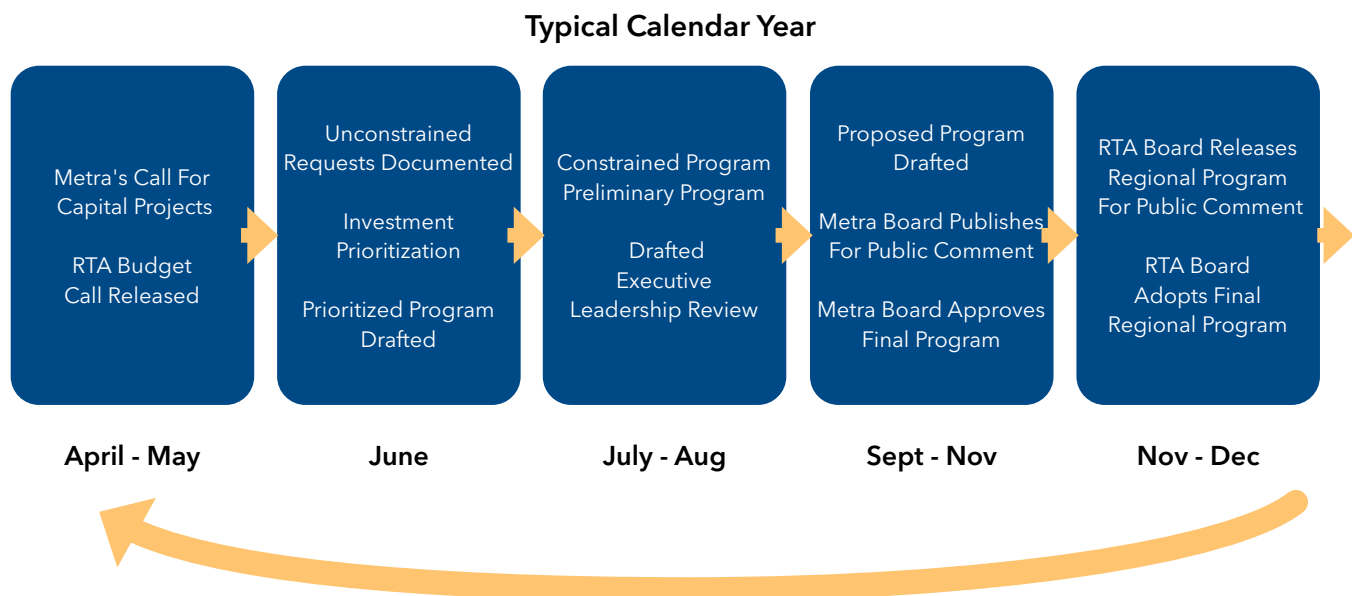 Typical Calendar Year
Metra's Call For
Capital Projects
RTA Budget
Call Released
Unconstrained
Requests Documented
Investment
Prioritization
Prioritized Program
Drafted
Constrained Program
Preliminary Program
Drafted
Executive
Leadership Review
Proposed Program
Drafted
Metra Board Publishes
For Public Comment
Metra Board Approves
Final Program
RTA Board Releases
Regional Program
For Public Comment
RTA Board
Adopts Final
Regional Program
April - May
June
July - Aug
Sept - Nov
Nov - Dec